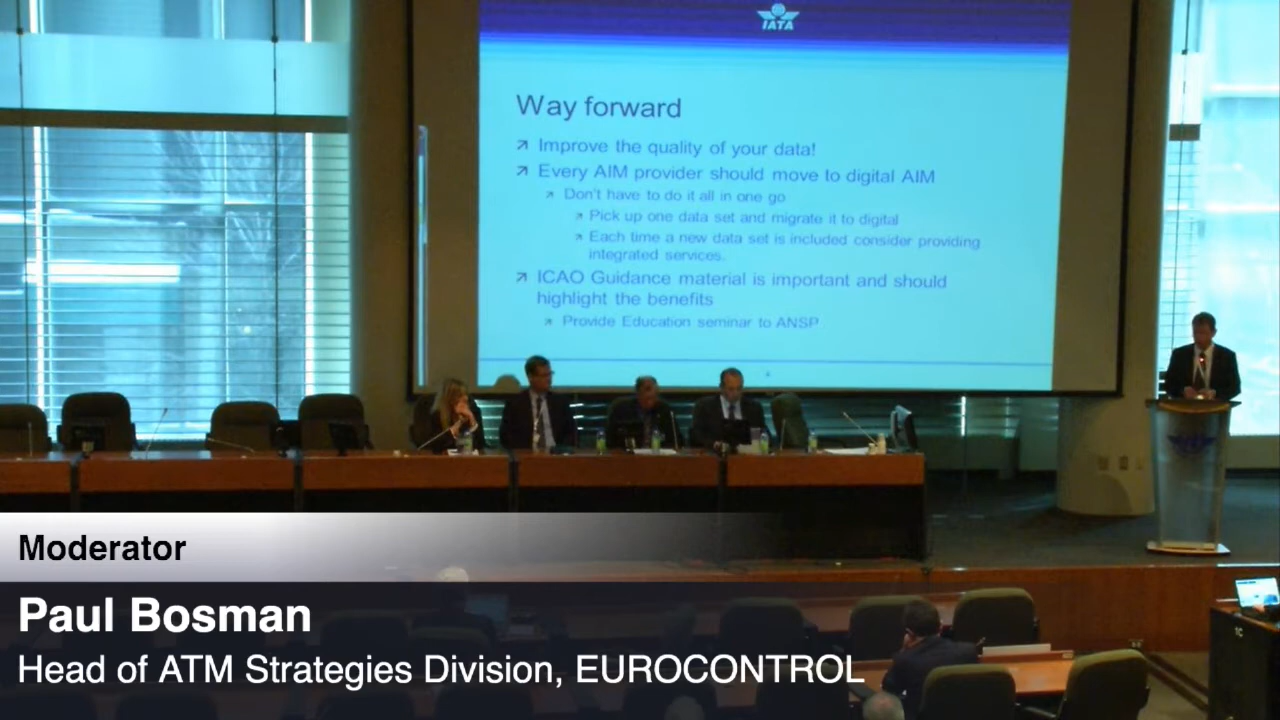 IATA
Way forward
Improve the quality of your data!
Every AIM provider should move to digital AIM
Don't have to do it all in one go
Pick up one data set and migrate it to digital
Each time a new data set is included consider providing
integrated services.
ICAO Guidance material is important and should
highlight the benefits
Provide Education seminar to ANSP
Moderator
Paul Bosman
Head of ATM Strategies Division, EUROCONTROL